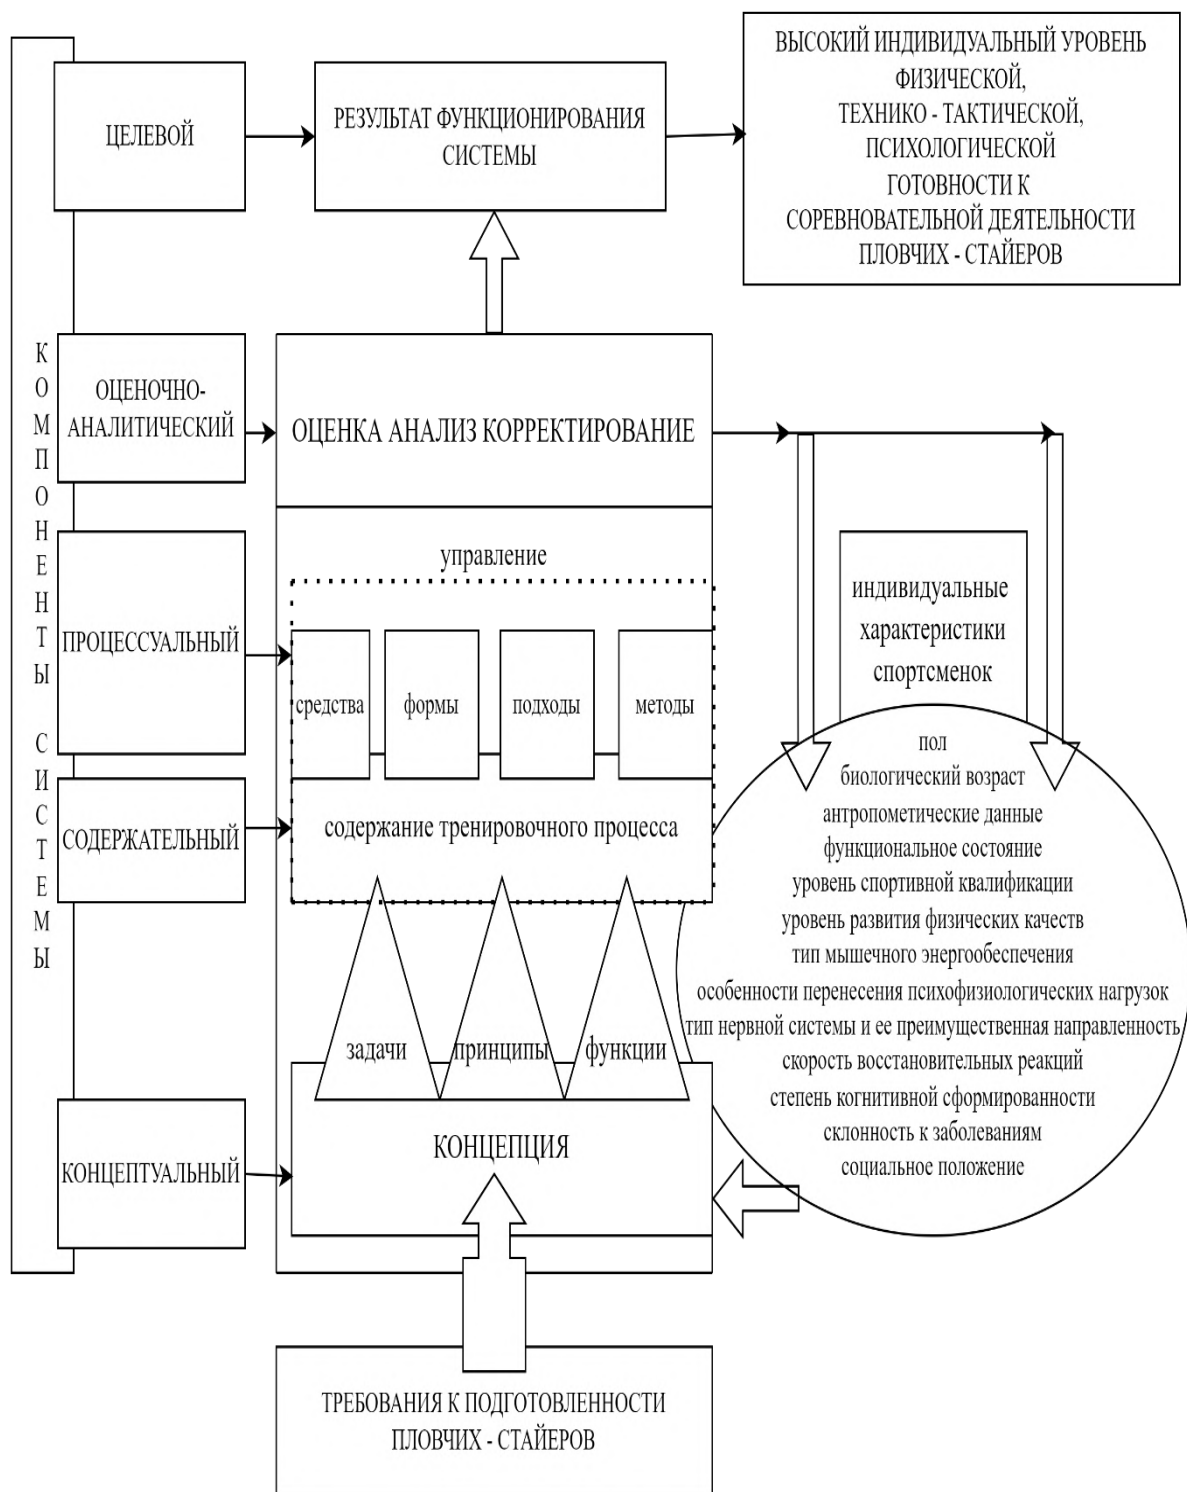 ЦЕЛЕВОЙ
РЕЗУЛЬТАТ ФУНКЦИОНИРОВАНИЯ
СИСТЕМЫ
ВЫСОКИЙ ИНДИВИДУАЛЬНЫЙ УРОВЕНЬ
ФИЗИЧЕСКОЙ,
ТЕХНИКО - ТАКТИЧЕСКОЙ,
ПСИХОЛОГИЧЕСКОЙ
ГОТОВНОСТИ К
СОРЕВНОВАТЕЛЬНОЙ ДЕЯТЕЛЬНОСТИ
ПЛОВЧИХ - СТАЙЕРОВ
КОМПОНЕНТЫ СИСТЕМЫ
ОЦЕНОЧНО-
АНАЛИТИЧЕСКИЙ
ОЦЕНКА АНАЛИЗ КОРРЕКТИРОВАНИЕ
ПРОЦЕССУАЛЬНЫЙ
управление
средства
формы
подходы
методы
СОДЕРЖАТЕЛЬНЫЙ
содержание тренировочного процесса
задачи
принципы
функции
КОНЦЕПТУАЛЬНЫЙ
КОНЦЕПЦИЯ
индивидуальные
характеристики
спортсменок
пол
биологический возраст
антропометические данные
функциональное состояние
уровень спортивной квалификации
уровень развития физических качеств
тип мышечного энергообеспечения
особенности перенесения психофизиологических нагрузок
тип нервной системы и ее преимущественная направленность
скорость восстановительных реакций
степень когнитивной сформированности
склонность к заболеваниям
социальное положение
ТРЕБОВАНИЯ К ПОДГОТОВЛЕННОСТИ
ПЛОВЧИХ - СТАЙЕРОВ